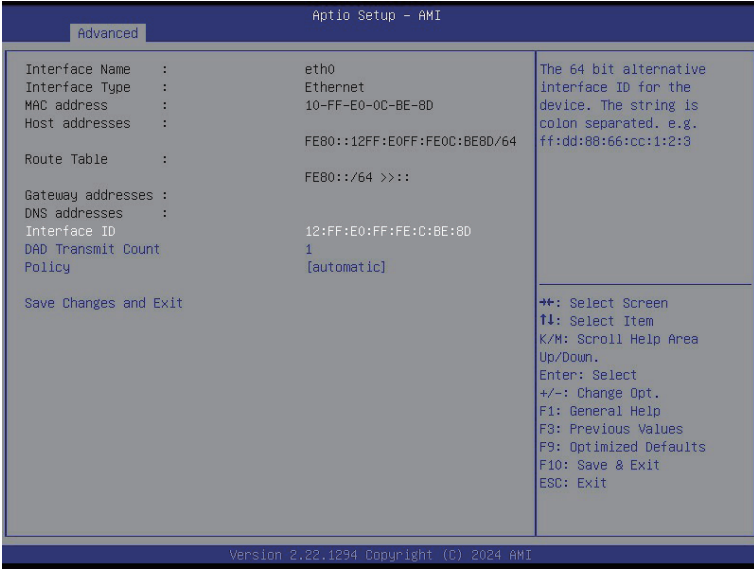 Aptio Setup – AMI
Advanced
Interface Name : eth0
Interface Type : Ethernet
MAC address : 10-FF-E0-0C-BE-8D
Host addresses :
FE80::12FF:E0FF:FE0C:BE8D/64
Route Table :
FE80::/64 >>::
Gateway addresses :
DNS addresses :
Interface ID 12:FF:E0:FF:FE:C:BE:8D
DAD Transmit Count 1
Policy [automatic]
Save Changes and Exit
The 64 bit alternative
interface ID for the
device. The string is
colon separated. e.g.
ff:dd:88:66:cc:1:2:3
→←: Select Screen
↑↓: Select Item
K/M: Scroll Help Area
Up/Down.
Enter: Select
+/-: Change Opt.
F1: General Help
F3: Previous Values
F9: Optimized Defaults
F10: Save & Exit
ESC: Exit
Version 2.22.1294 Copyright (C) 2024 AMI